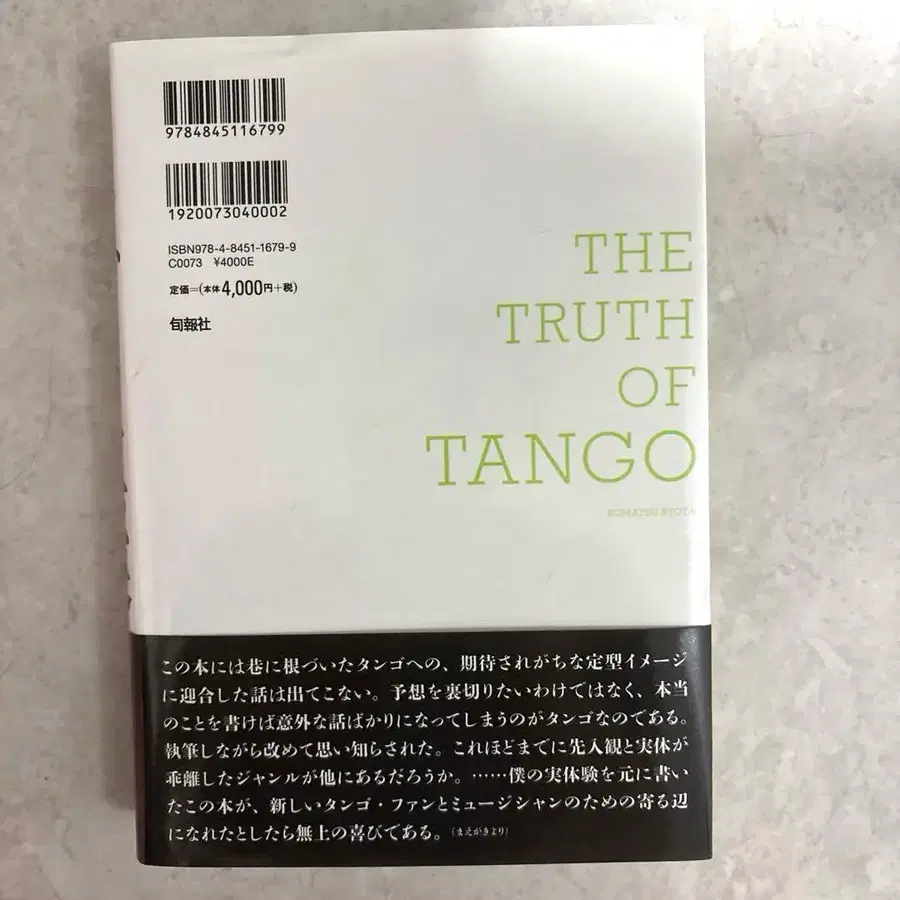 9784845116799
1920073040002
ISBN978-4-8451-1679-9
C0073 ¥4000E
定価=(本体4,000円+税)
旬報社
THE
TRUTH
OF
TANGO
KOMATSU RYOTA
この本には巷に根づいたタンゴへの、期待されがちな定型イメージ
に迎合した話は出てこない。予想を裏切りたいわけではなく、本当
のことを書けば意外な話ばかりになってしまうのがタンゴなのである。
執筆しながら改めて思い知らされた。これほどまでに先入観と実体が
乖離したジャンルが他にあるだろうか。……僕の実体験を元に書い
たこの本が、新しいタンゴ・ファンとミュージシャンのための寄る辺
になれたとしたら無上の喜びである。(まえがきより)